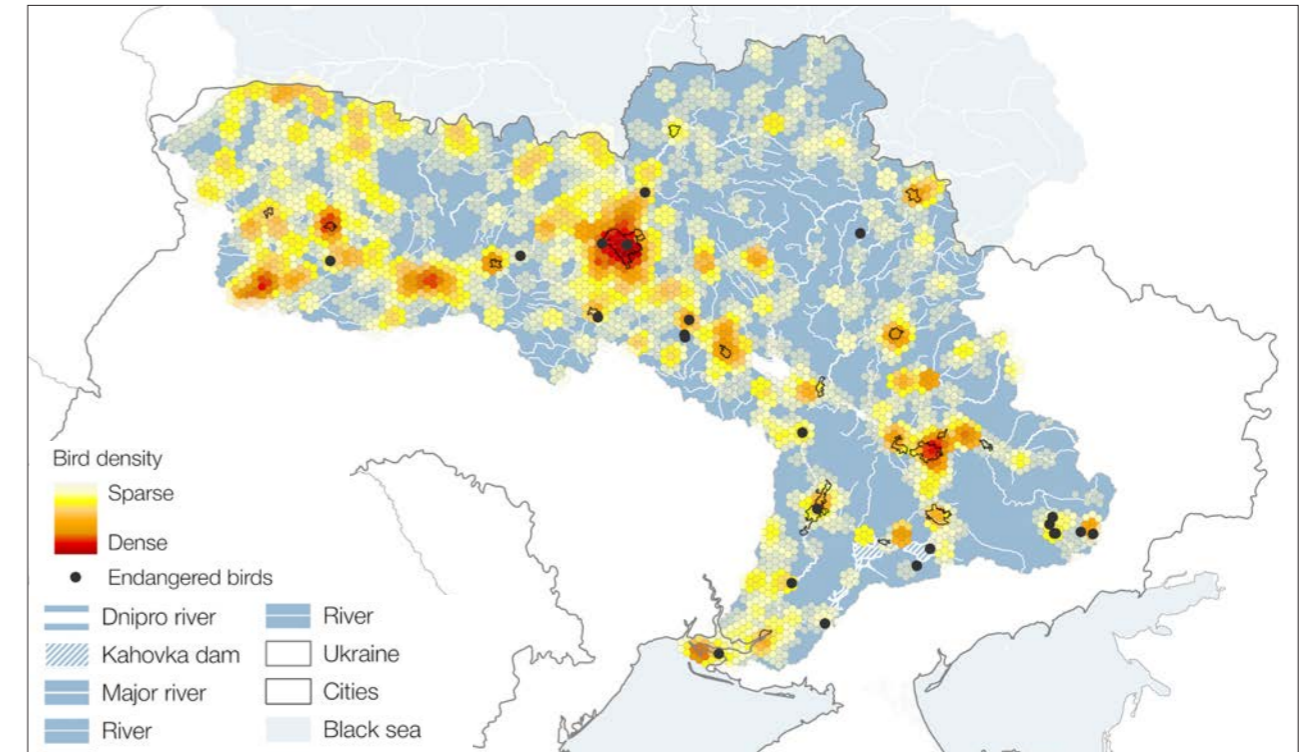 Bird density
Sparse
Dense
Endangered birds
Dnipro river
Kahovka dam
Major river
River
River
Ukraine
Cities
Black sea